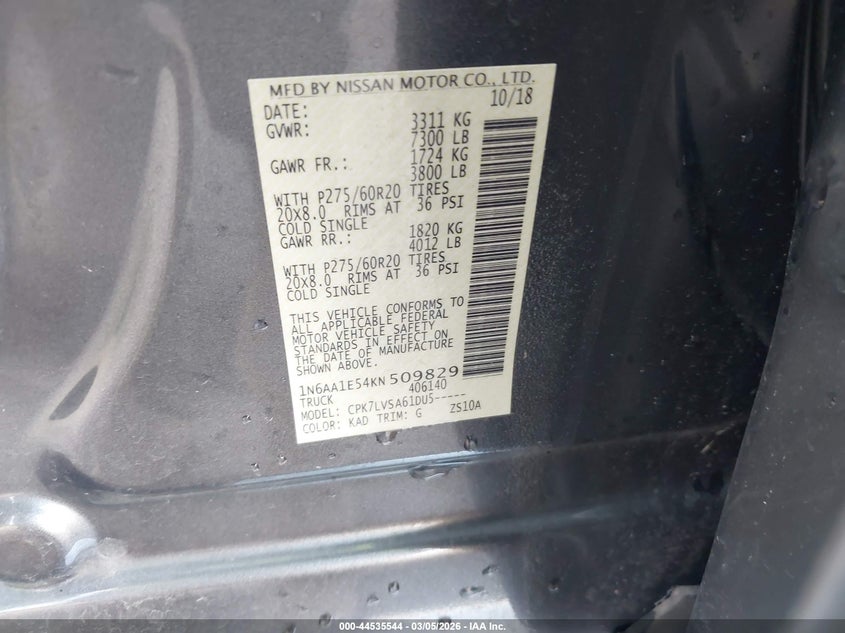 MFD BY NISSAN MOTOR CO., LTD.
DATE: 10/18
GVWR: 3311 KG
7300 LB
GAWR FR.: 1724 KG
3800 LB
WITH P275/60R20 TIRES
20X8.0 RIMS AT 36 PSI
COLD SINGLE
GAWR RR.: 1820 KG
4012 LB
WITH P275/60R20 TIRES
20X8.0 RIMS AT 36 PSI
COLD SINGLE
THIS VEHICLE CONFORMS TO
ALL APPLICABLE FEDERAL
MOTOR VEHICLE SAFETY
STANDARDS IN EFFECT ON
THE DATE OF MANUFACTURE
SHOWN ABOVE.
1N6AA1E54KN509829
TRUCK 406140
MODEL: CPK7LVSA61DU5-----
COLOR: KAD TRIM: G ZS10A
000-44535544 | 03/05/2026 - IAA Inc.